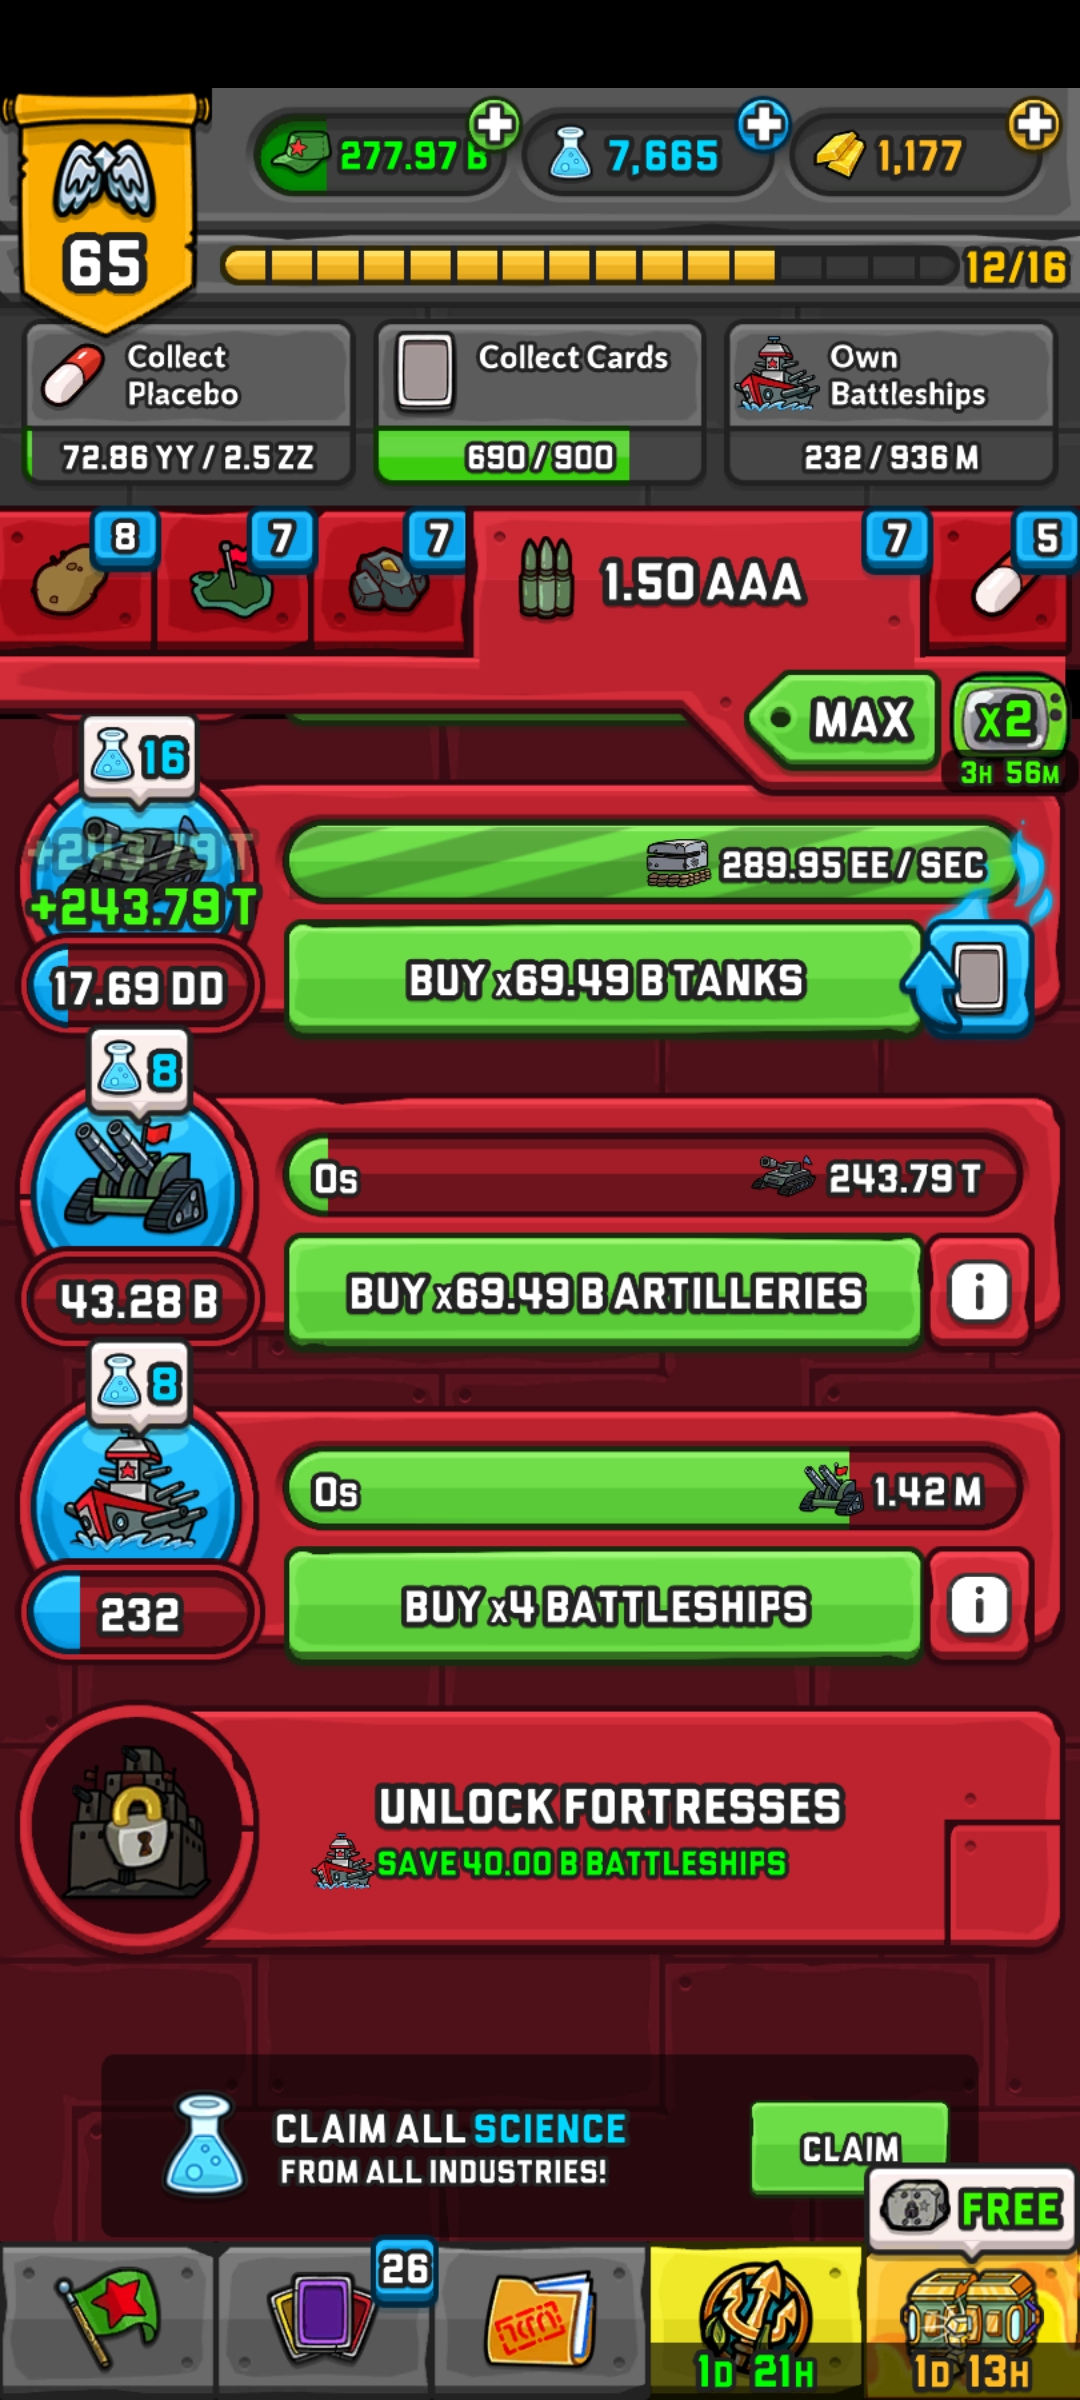 65
277.97 B
7,665
1,177
12/16
Collect
Placebo
72.86 YY / 2.5 ZZ
Collect Cards
690 / 900
Own
Battleships
232 / 936 M
8
7
7
1.50 AAA
7
5
MAX
x2
3H 56M
16
+243.79 T
+243.79 T
289.95 EE / SEC
17.69 DD
BUY x69.49 B TANKS
8
0s
243.79 T
43.28 B
BUY x69.49 B ARTILLERIES
i
8
0s
1.42 M
232
BUY x4 BATTLESHIPS
i
UNLOCK FORTRESSES
SAVE 40.00 B BATTLESHIPS
CLAIM ALL SCIENCE
FROM ALL INDUSTRIES!
CLAIM
FREE
26
1D 21H
1D 13H